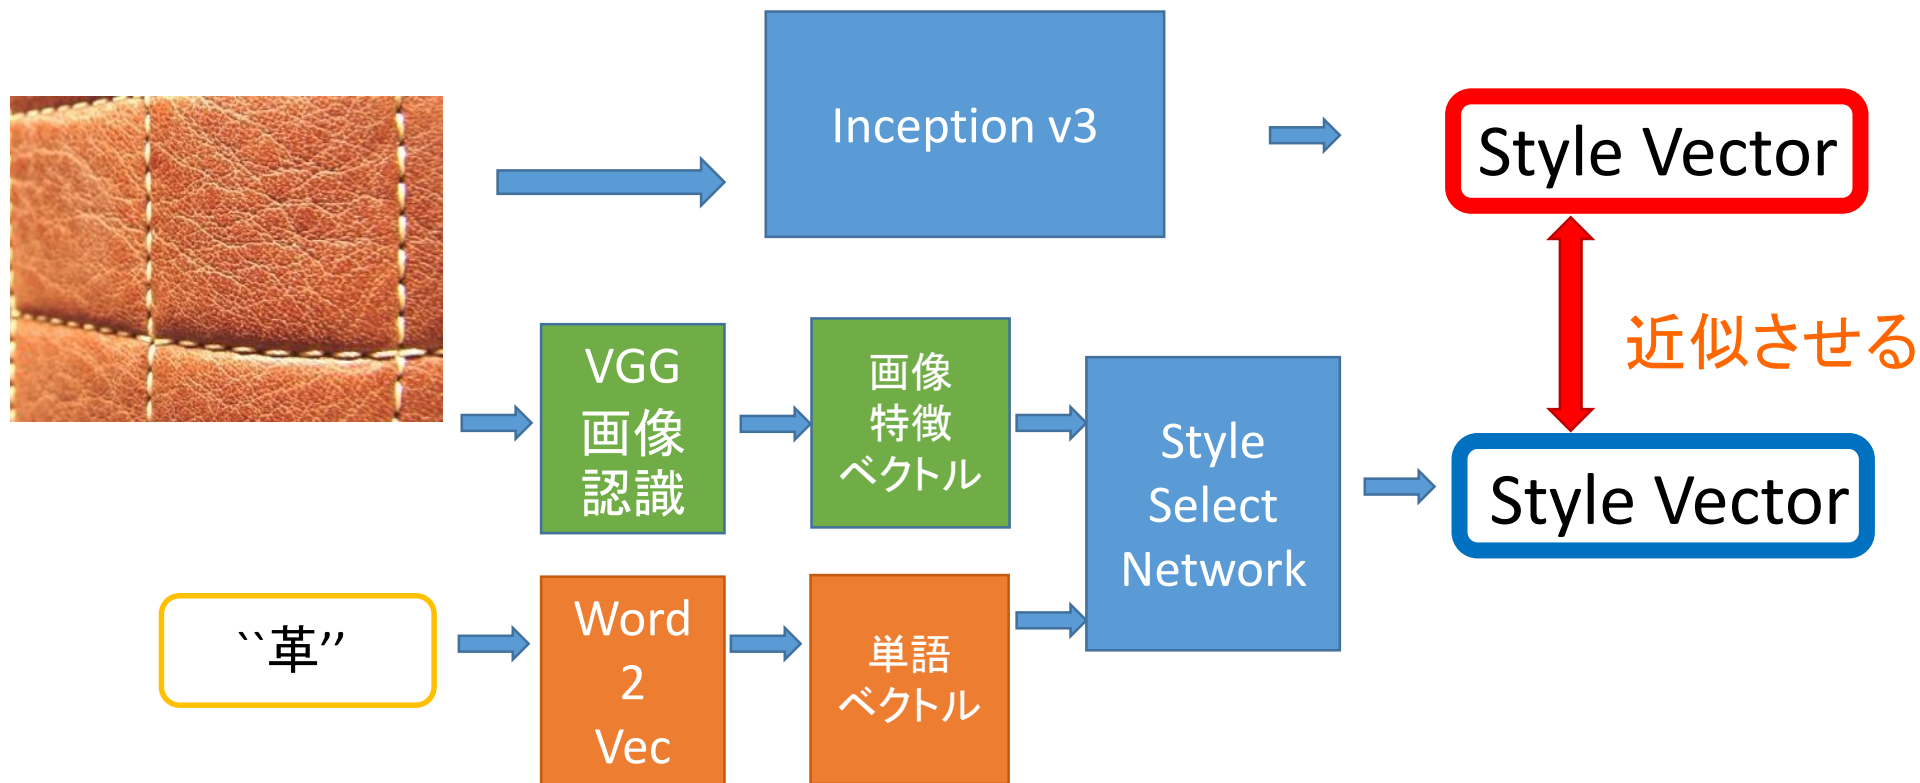 Inception v3
Style Vector
近似させる
VGG
画像
認識
画像
特徴
ベクトル
Style
Select
Network
Style Vector
``革’’
Word
2
Vec
単語
ベクトル